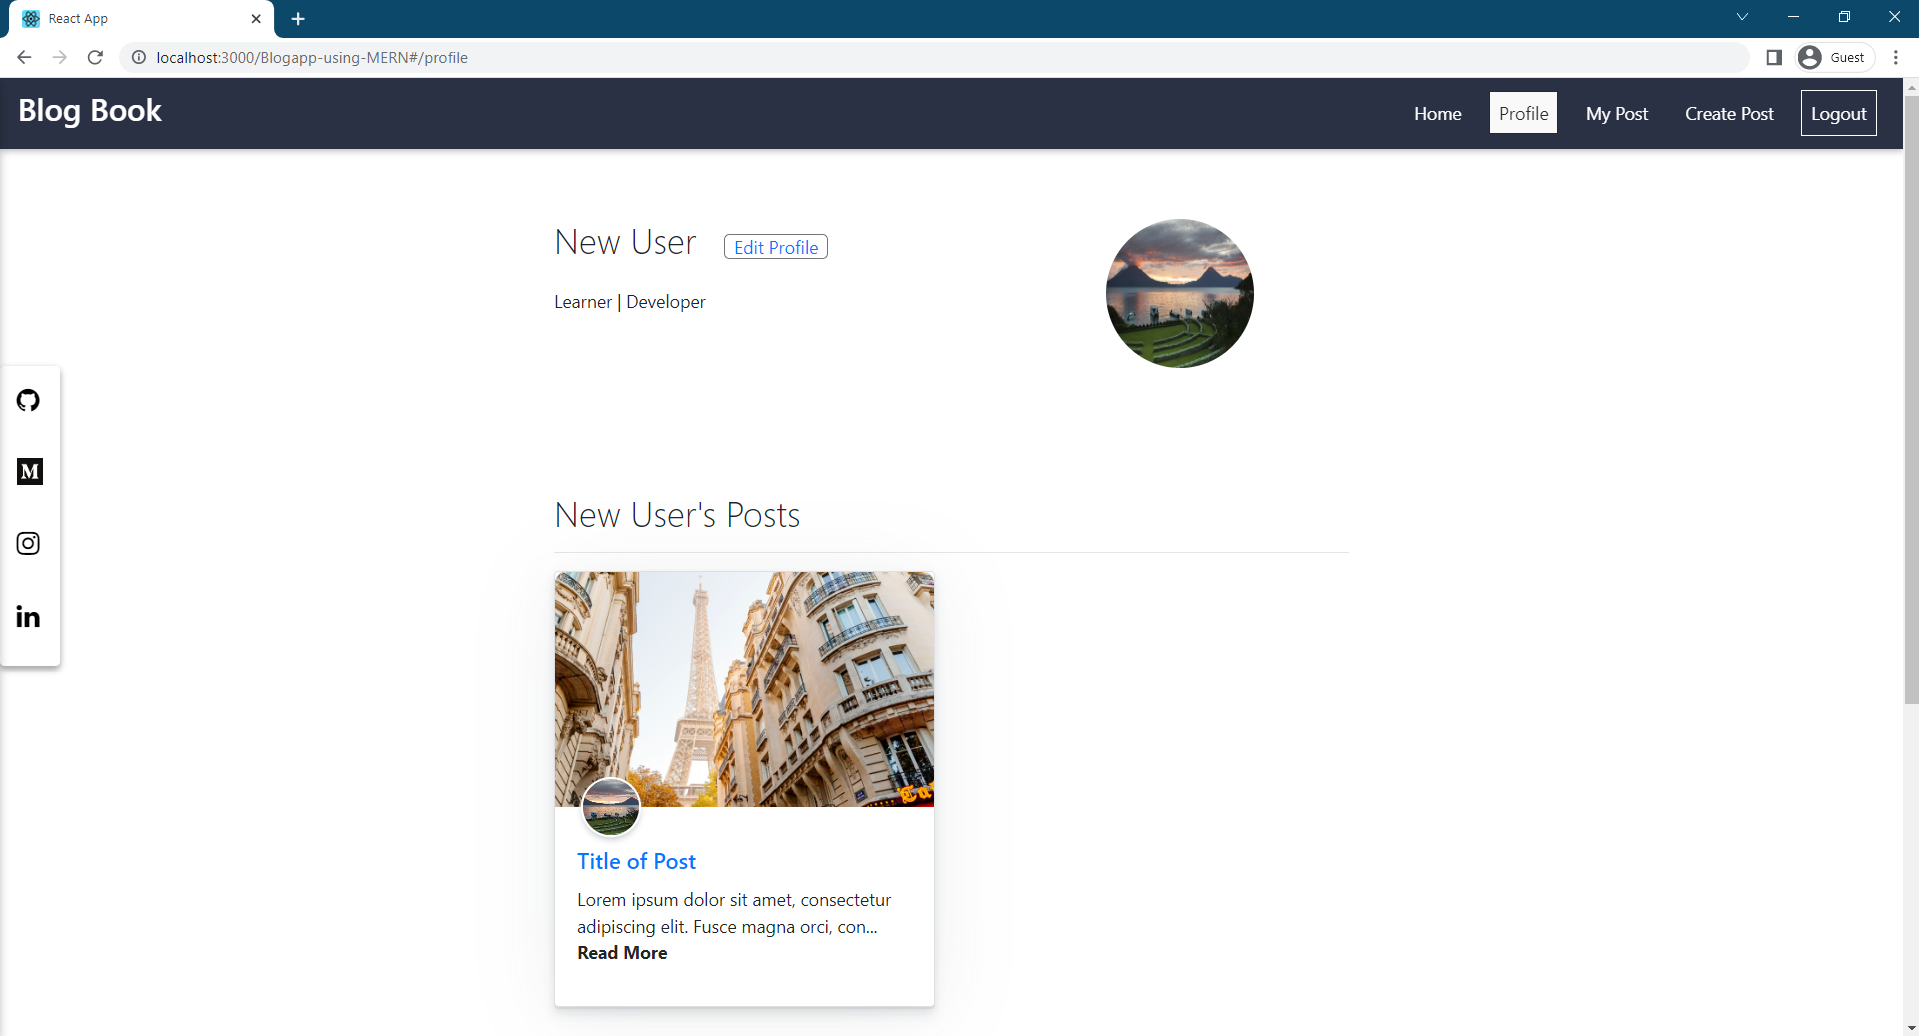 React App
localhost:3000/Blogapp-using-MERN#/profile
Guest
Blog Book
Home
Profile
My Post
Create Post
Logout
New User
Edit Profile
Learner | Developer
M
in
New User's Posts
Title of Post
Lorem ipsum dolor sit amet, consectetur
adipiscing elit. Fusce magna orci, con...
Read More